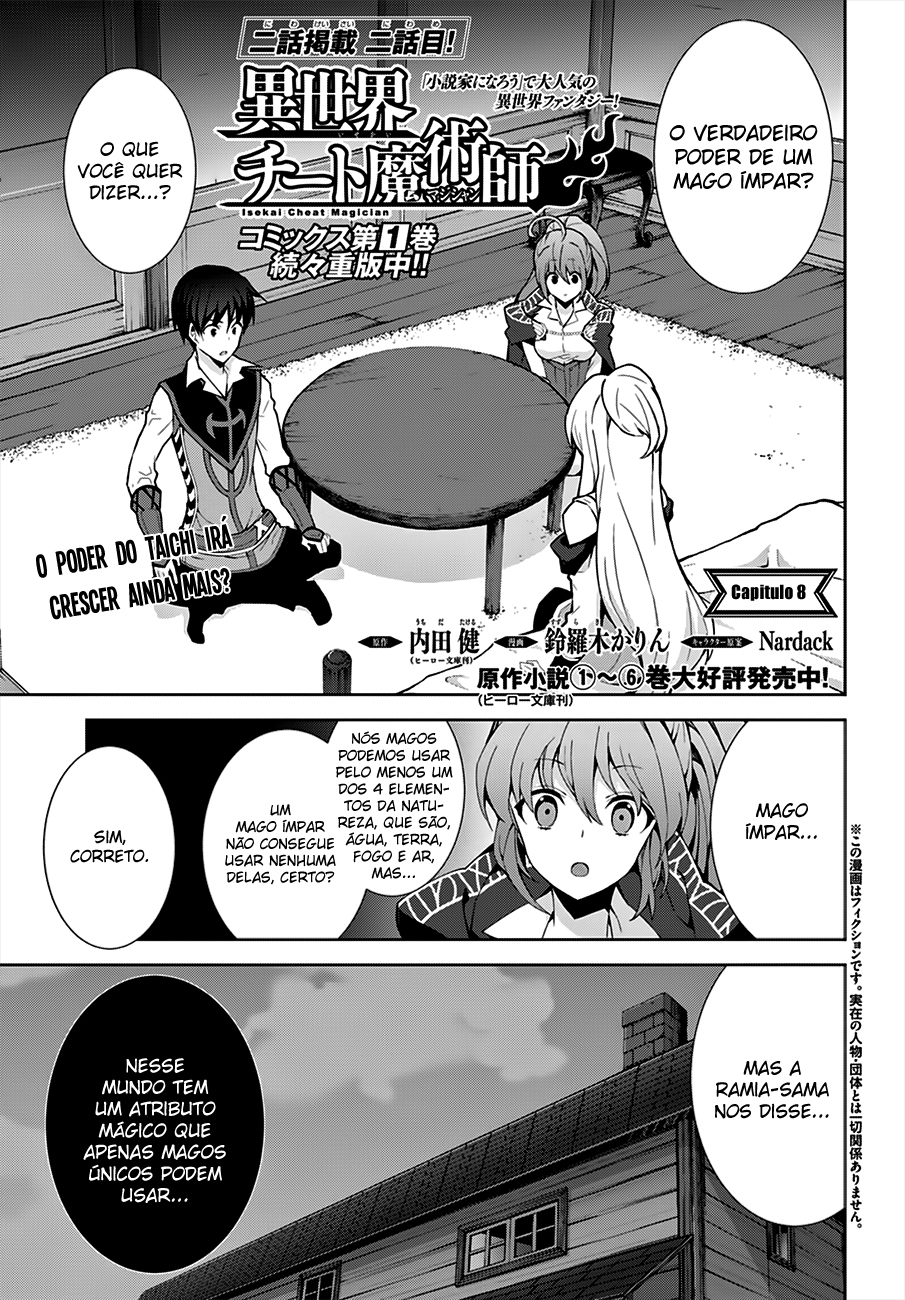 二話掲載 二話目！
「小説家になろう」で大人気の
異世界ファンタジー！
異世界
チート魔術師
マジシャン
Isekai Cheat Magician
コミックス第1巻
続々重版中!!
O VERDADEIRO
PODER DE UM
MAGO ÍMPAR?
O QUE
VOCÊ QUER
DIZER...?
O PODER DO TAICHI IRÁ
CRESCER AINDA MAIS?
Capitulo 8
原作 内田 健
(ヒーロー文庫刊)
漫画 鈴羅木かりん
キャラクター原案 Nardack
原作小説①〜⑥巻大好評発売中！
(ヒーロー文庫刊)
MAGO
ÍMPAR...
NÓS MAGOS
PODEMOS USAR
PELO MENOS UM
DOS 4 ELEMENTOS
DA NATU-
REZA, QUE SÃO,
ÁGUA, TERRA,
FOGO E AR,
MAS...
UM
MAGO ÍMPAR
NÃO CONSEGUE
USAR NENHUMA
DELAS, CERTO?
SIM,
CORRETO.
※この漫画はフィクションです。実在の人物・団体とは一切関係ありません。
MAS A
RAMIA-SAMA
NOS DISSE...
NESSE
MUNDO TEM
UM ATRIBUTO
MÁGICO QUE
APENAS MAGOS
ÚNICOS PODEM
USAR...